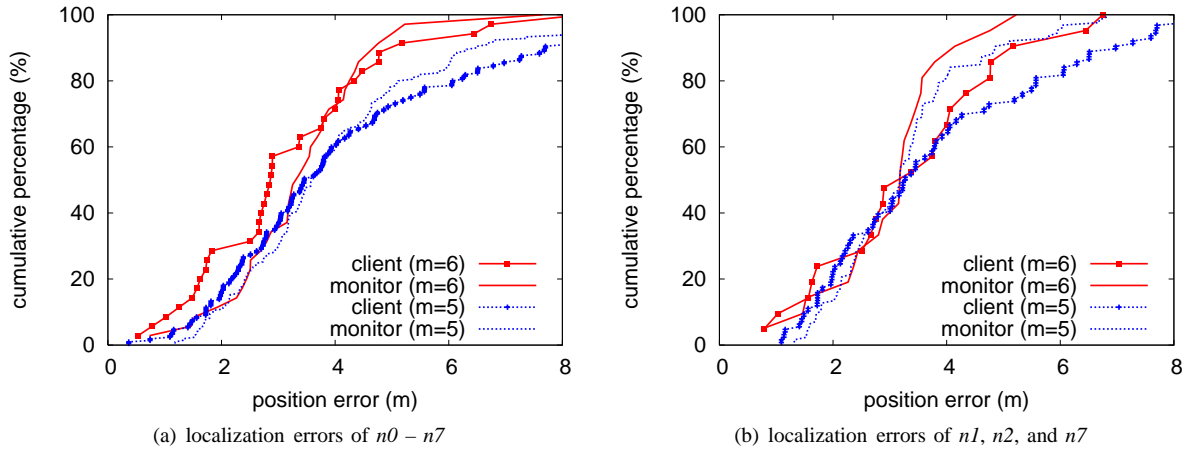 cumulative percentage (%)
100
80
60
40
20
0
client (m=6)
monitor (m=6)
client (m=5)
monitor (m=5)
0 2 4 6 8
position error (m)
(a) localization errors of n0 – n7
cumulative percentage (%)
100
80
60
40
20
0
client (m=6)
monitor (m=6)
client (m=5)
monitor (m=5)
0 2 4 6 8
position error (m)
(b) localization errors of n1, n2, and n7